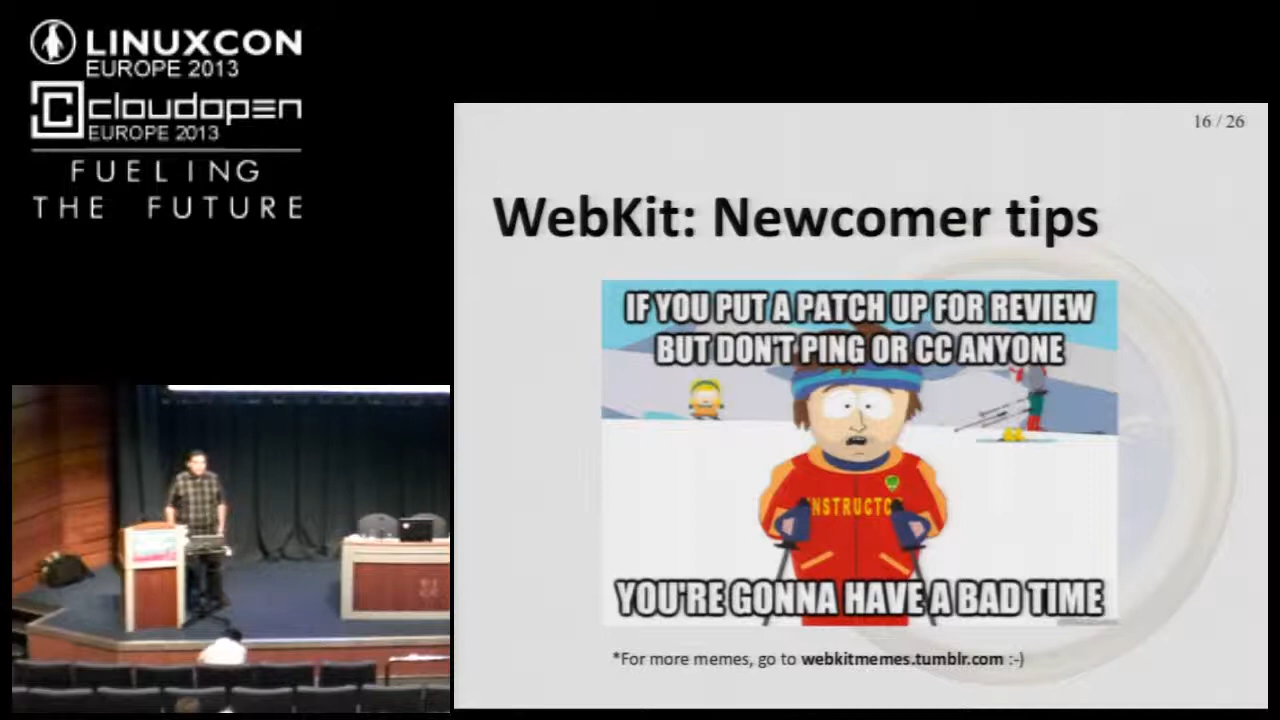 LINUXCON
EUROPE 2013
cloudopen
EUROPE 2013
FUELING
THE FUTURE
16 / 26
WebKit: Newcomer tips
IF YOU PUT A PATCH UP FOR REVIEW
BUT DON'T PING OR CC ANYONE
INSTRUCTO
YOU'RE GONNA HAVE A BAD TIME
*For more memes, go to webkitmemes.tumblr.com :-)